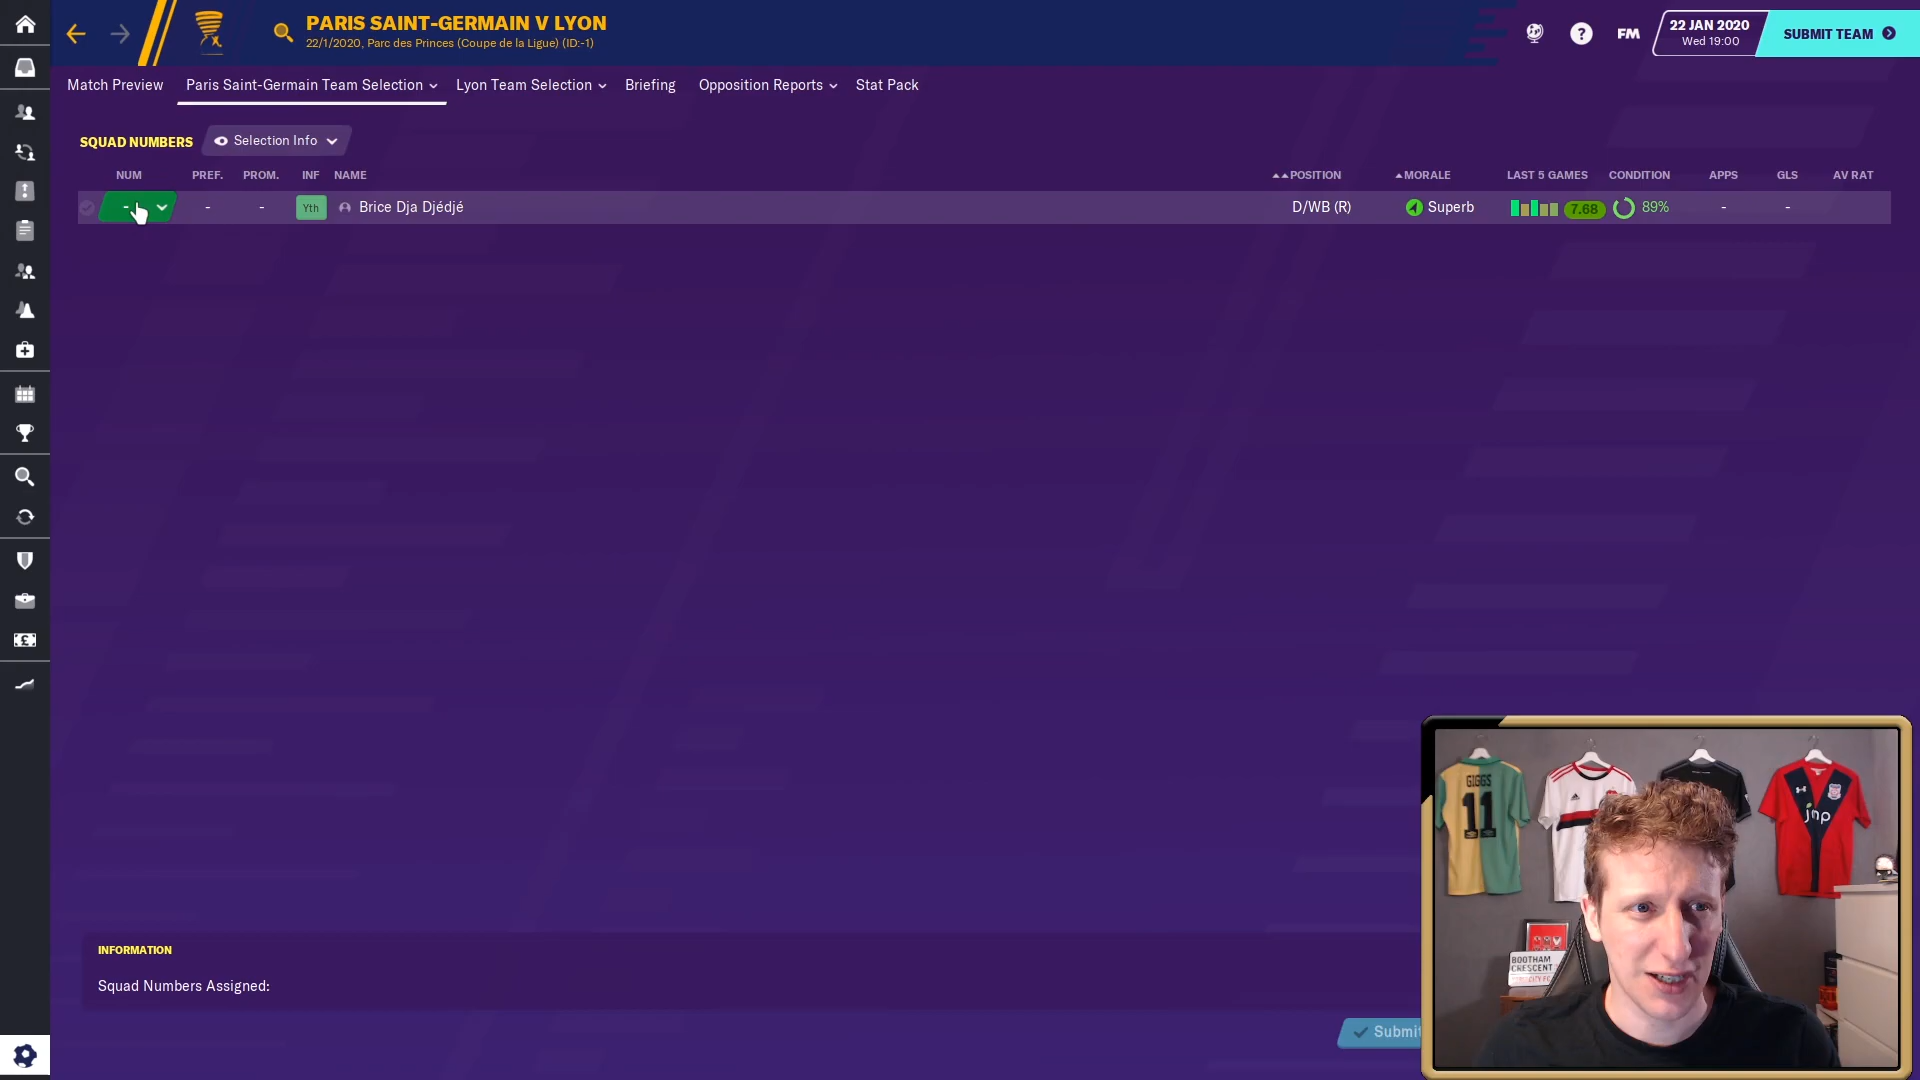 PARIS SAINT-GERMAIN V LYON
22/1/2020, Parc des Princes (Coupe de la Ligue) (ID:-1)
FM
22 JAN 2020
Wed 19:00
SUBMIT TEAM
Match Preview
Paris Saint-Germain Team Selection
Lyon Team Selection
Briefing
Opposition Reports
Stat Pack
SQUAD NUMBERS
Selection Info
NUM PREF. PROM. INF NAME POSITION MORALE LAST 5 GAMES CONDITION APPS GLS AV RAT
- - - Yth Brice Dja Djédjé D/WB (R) Superb 7.68 89% - -
GIGGS
11
jmp
BOOTHAM
CRESCENT
INFORMATION
Squad Numbers Assigned:
Submit